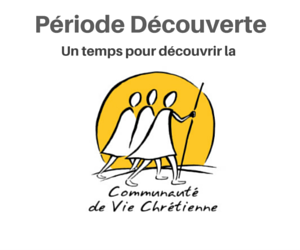 Période Découverte
Un temps pour découvrir la
Communauté
de Vie Chrétienne